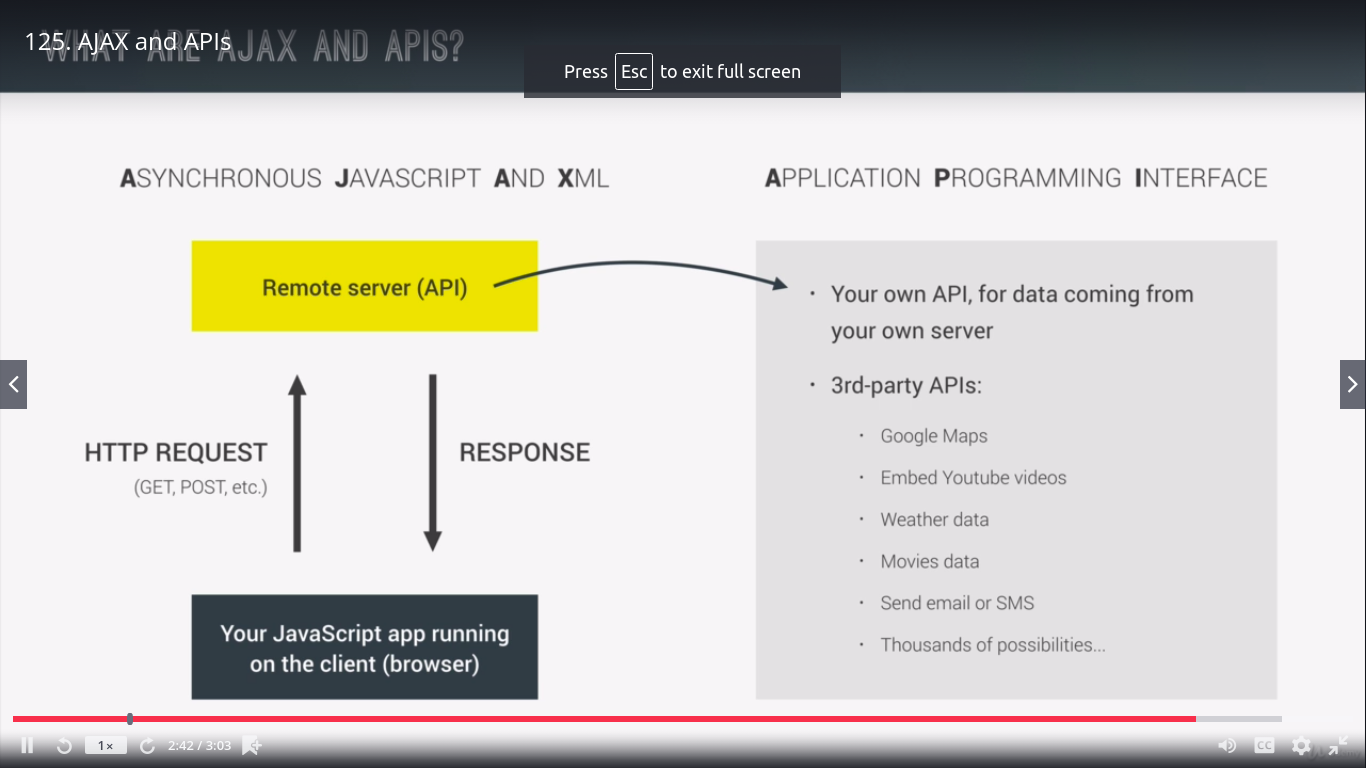 125. AJAX and APIs
WHAT ARE AJAX AND APIS?
Press Esc to exit full screen
ASYNCHRONOUS JAVASCRIPT AND XML
Remote server (API)
HTTP REQUEST
(GET, POST, etc.)
RESPONSE
Your JavaScript app running
on the client (browser)
APPLICATION PROGRAMMING INTERFACE
· Your own API, for data coming from
your own server
· 3rd-party APIs:
· Google Maps
· Embed Youtube videos
· Weather data
· Movies data
· Send email or SMS
· Thousands of possibilities...
1×
2:42 / 3:03
CC